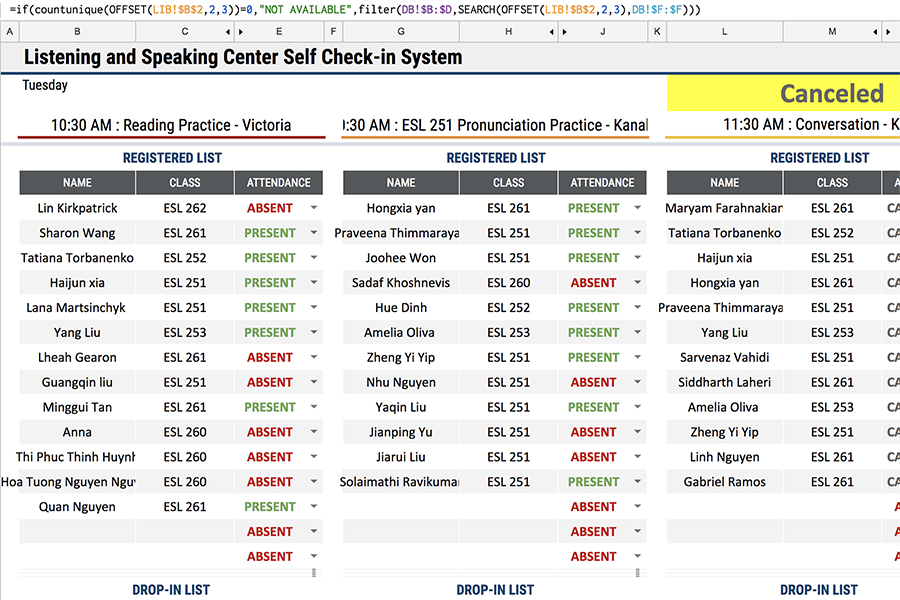 =if(countunique(OFFSET(LIB!$B$2,2,3))=0,"NOT AVAILABLE",filter(DB!$B:$D,SEARCH(OFFSET(LIB!$B$2,2,3),DB!$F:$F)))
A B C E F G H J K L M
Listening and Speaking Center Self Check-in System
Tuesday
Canceled
10:30 AM : Reading Practice - Victoria :30 AM : ESL 251 Pronunciation Practice - Kanal 11:30 AM : Conversation - K
REGISTERED LIST REGISTERED LIST REGISTERED LIST
NAME CLASS ATTENDANCE NAME CLASS ATTENDANCE NAME CLASS A
Lin Kirkpatrick ESL 262 ABSENT Hongxia yan ESL 261 PRESENT Maryam Farahnakian ESL 261 CA
Sharon Wang ESL 261 PRESENT Praveena Thimmaraya ESL 251 PRESENT Tatiana Torbanenko ESL 252 CA
Tatiana Torbanenko ESL 252 PRESENT Joohee Won ESL 251 PRESENT Haijun xia ESL 251 CA
Haijun xia ESL 251 PRESENT Sadaf Khoshnevis ESL 260 ABSENT Hongxia yan ESL 261 CA
Lana Martsinchyk ESL 251 PRESENT Hue Dinh ESL 252 PRESENT Praveena Thimmaraya ESL 251 CA
Yang Liu ESL 253 PRESENT Amelia Oliva ESL 253 PRESENT Yang Liu ESL 253 CA
Lheah Gearon ESL 261 ABSENT Zheng Yi Yip ESL 251 PRESENT Sarvenaz Vahidi ESL 251 CA
Guangqin liu ESL 251 ABSENT Nhu Nguyen ESL 251 ABSENT Siddharth Laheri ESL 261 CA
Minggui Tan ESL 261 PRESENT Yaqin Liu ESL 251 PRESENT Amelia Oliva ESL 253 CA
Anna ESL 260 ABSENT Jianping Yu ESL 251 ABSENT Zheng Yi Yip ESL 251 CA
Thi Phuc Thinh Huynh ESL 260 ABSENT Jiarui Liu ESL 251 ABSENT Linh Nguyen ESL 261 CA
Hoa Tuong Nguyen Nguy ESL 260 ABSENT Solaimathi Ravikumar ESL 251 PRESENT Gabriel Ramos ESL 261 CA
Quan Nguyen ESL 261 PRESENT ABSENT A
ABSENT ABSENT A
ABSENT ABSENT A
DROP-IN LIST DROP-IN LIST DROP-IN LIST